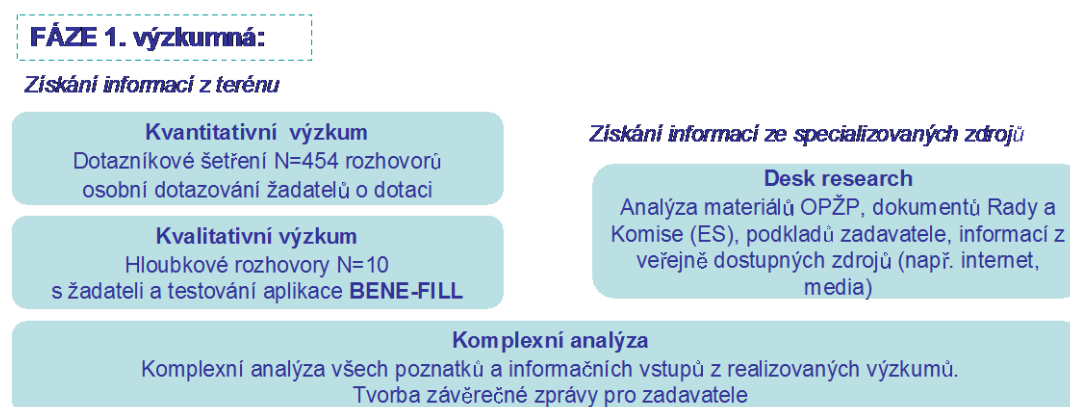 FÁZE 1. výzkumná:
Získání informací z terénu
Kvantitativní výzkum
Dotazníkové šetření N=454 rozhovorů
osobní dotazování žadatelů o dotaci
Kvalitativní výzkum
Hloubkové rozhovory N=10
s žadateli a testování aplikace BENE-FILL
Získání informací ze specializovaných zdrojů
Desk research
Analýza materiálů OPŽP, dokumentů Rady a
Komise (ES), podkladů zadavatele, informací z
veřejně dostupných zdrojů (např. internet,
media)
Komplexní analýza
Komplexní analýza všech poznatků a informačních vstupů z realizovaných výzkumů.
Tvorba závěrečné zprávy pro zadavatele